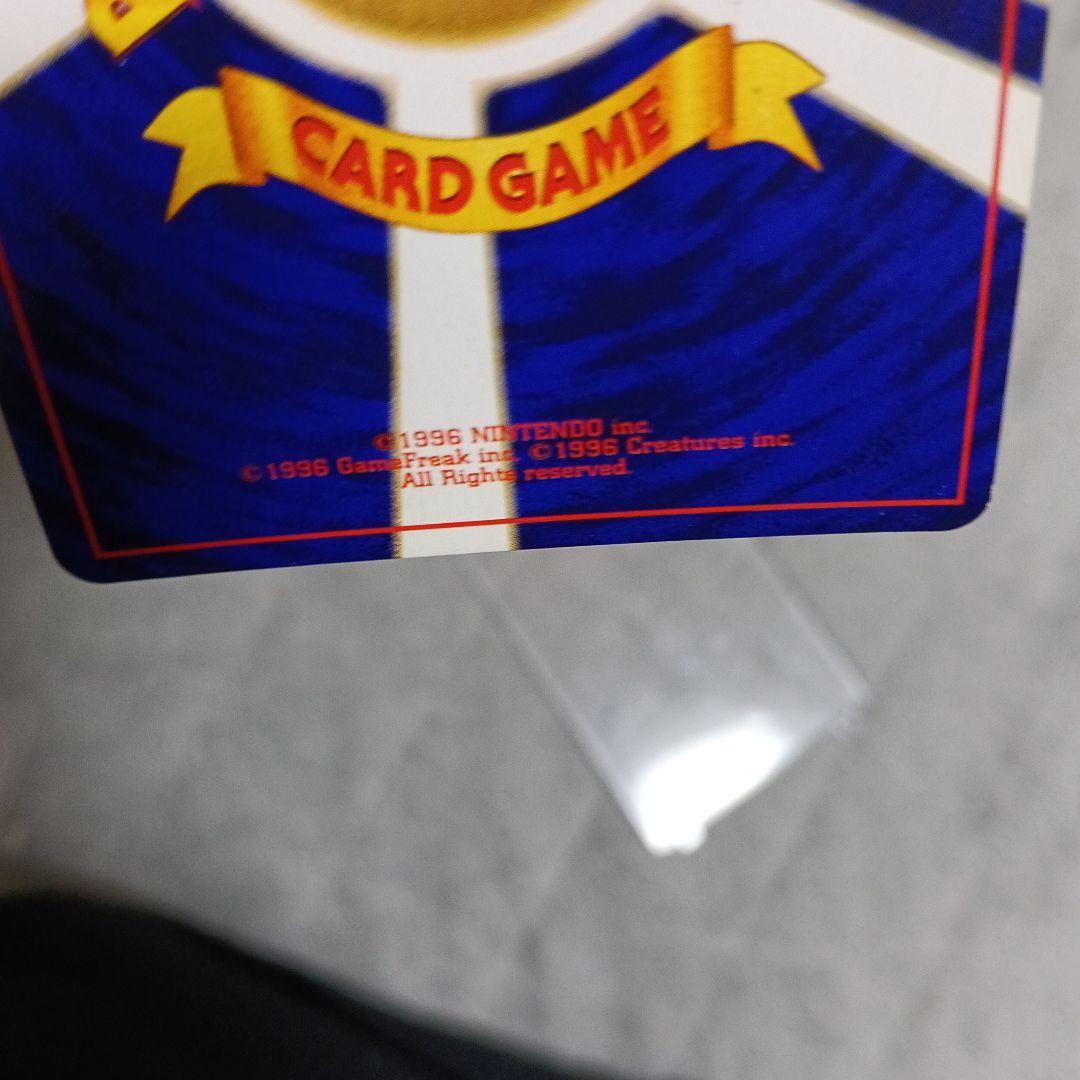 CARD GAME
©1996 NINTENDO inc.
©1996 GameFreak inc. ©1996 Creatures inc.
All Rights reserved.